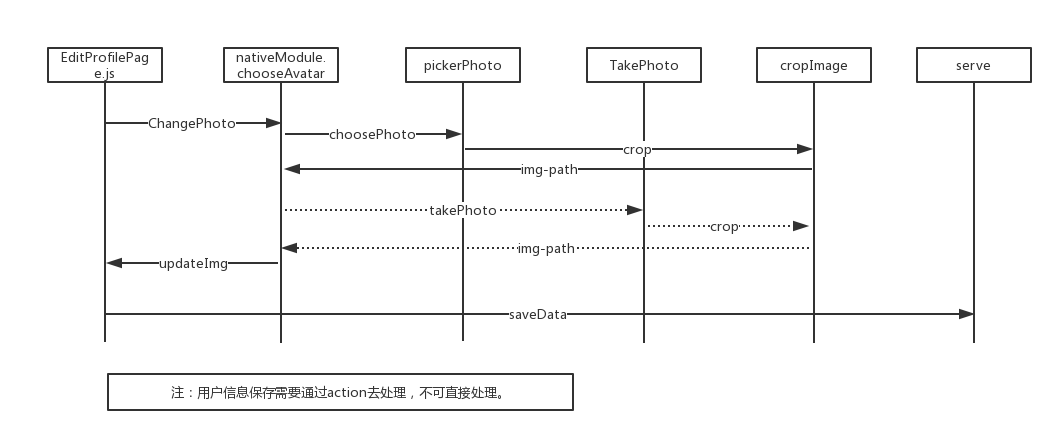 EditProfilePag
e.js
nativeModule.
chooseAvatar
pickerPhoto
TakePhoto
cropImage
serve
ChangePhoto
choosePhoto
crop
img-path
takePhoto
crop
img-path
updateImg
saveData
注：用户信息保存需要通过action去处理，不可直接处理。